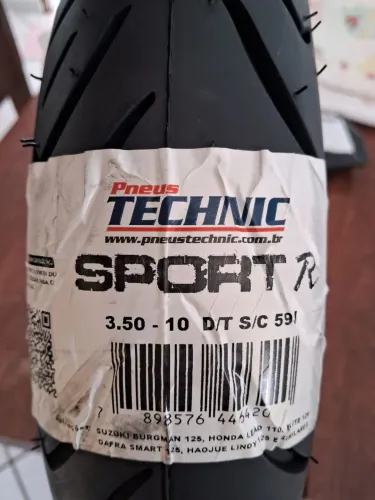 Pneus
TECHNIC
www.pneustechnic.com.br
SPORT R
3.50 - 10 D/T S/C 59
7 898576 446420
SUZUKI BURGMAN 125, HONDA LEAD 110,
DAFRA SMART 125, HAOJUE LINDY 125 E